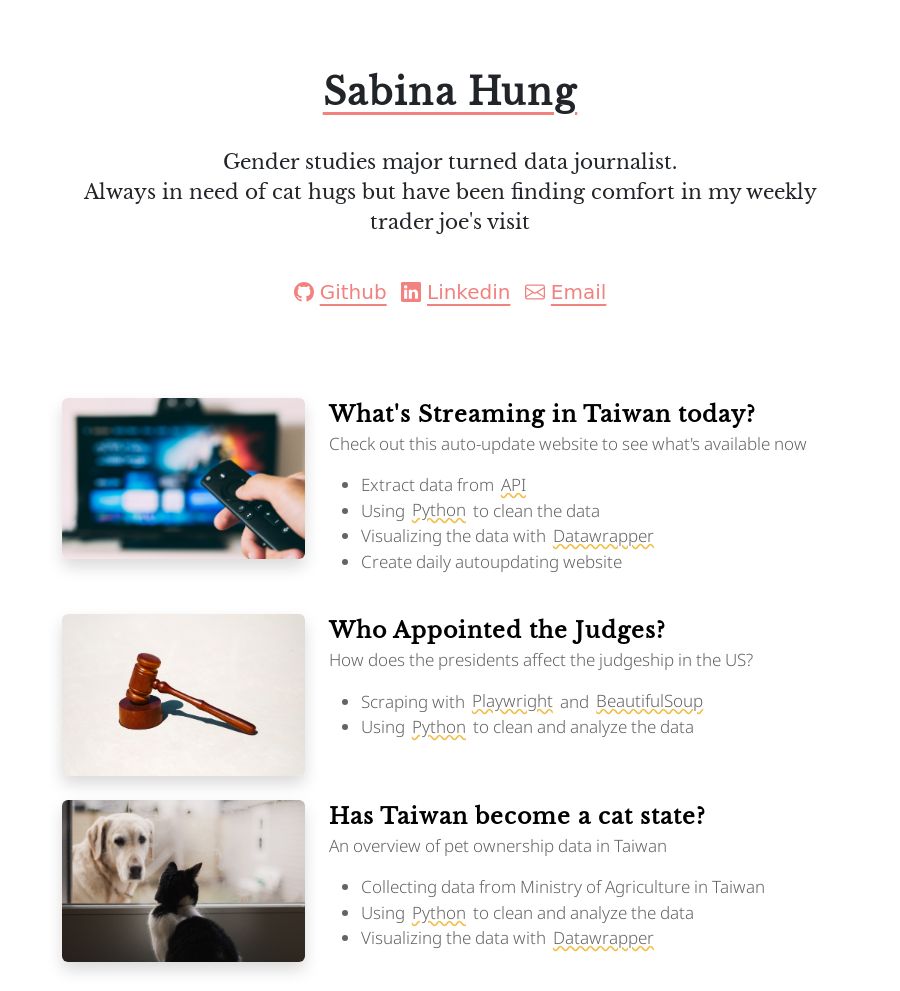 Sabina Hung
Gender studies major turned data journalist.
Always in need of cat hugs but have been finding comfort in my weekly
trader joe's visit
Github Linkedin Email
What's Streaming in Taiwan today?
Check out this auto-update website to see what's available now
Extract data from API
Using Python to clean the data
Visualizing the data with Datawrapper
Create daily autoupdating website
Who Appointed the Judges?
How does the presidents affect the judgeship in the US?
Scraping with Playwright and BeautifulSoup
Using Python to clean and analyze the data
Has Taiwan become a cat state?
An overview of pet ownership data in Taiwan
Collecting data from Ministry of Agriculture in Taiwan
Using Python to clean and analyze the data
Visualizing the data with Datawrapper